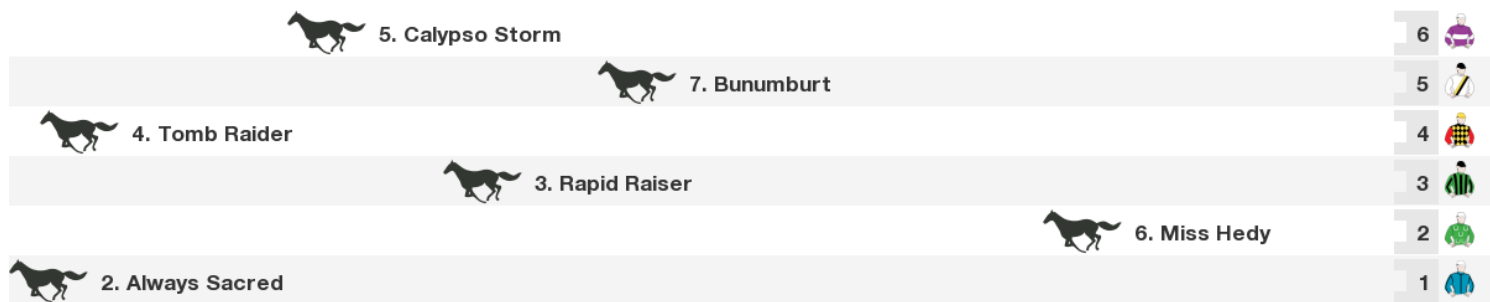 5. Calypso Storm 6
7. Bunumburt 5
4. Tomb Raider 4
3. Rapid Raiser 3
6. Miss Hedy 2
2. Always Sacred 1